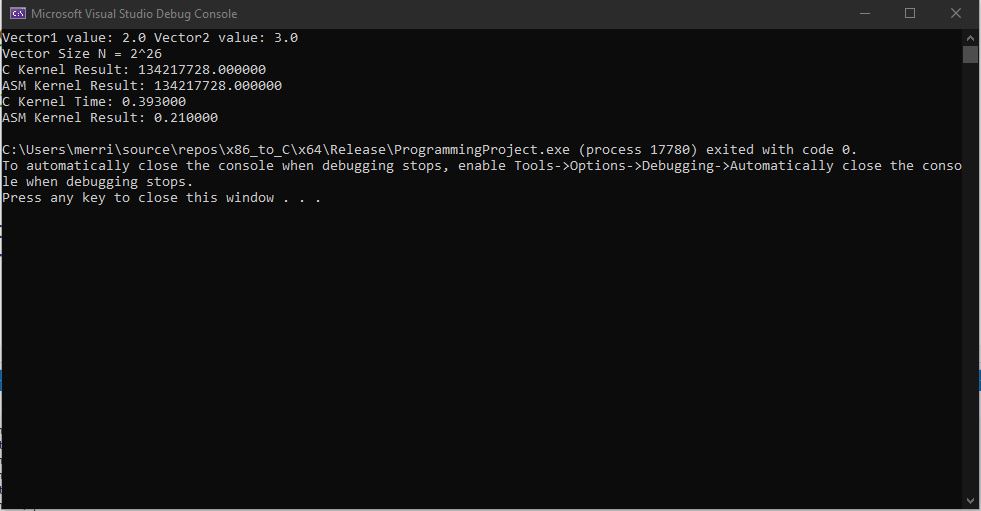 Microsoft Visual Studio Debug Console
Vector1 value: 2.0 Vector2 value: 3.0
Vector Size N = 2^26
C Kernel Result: 134217728.000000
ASM Kernel Result: 134217728.000000
C Kernel Time: 0.393000
ASM Kernel Result: 0.210000
C:\Users\merri\source\repos\x86_to_C\x64\Release\ProgrammingProject.exe (process 17780) exited with code 0.
To automatically close the console when debugging stops, enable Tools->Options->Debugging->Automatically close the conso
le when debugging stops.
Press any key to close this window . . .